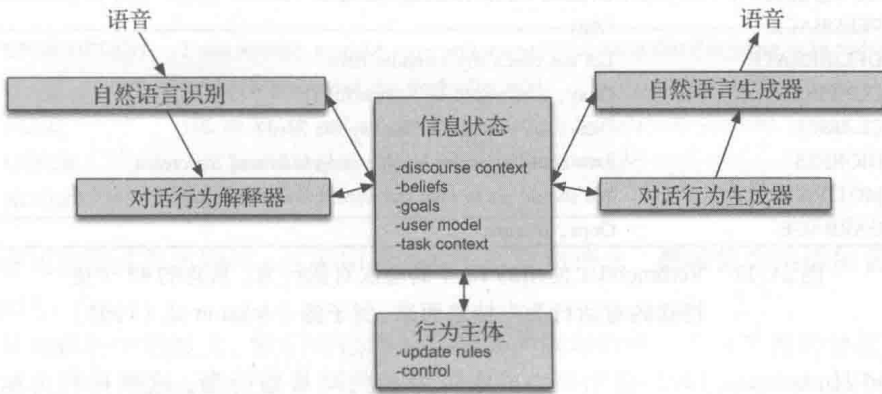 语音
语音
自然语言识别
自然语言生成器
信息状态
-discourse context
-beliefs
-goals
-user model
-task context
对话行为解释器
对话行为生成器
行为主体
-update rules
-control